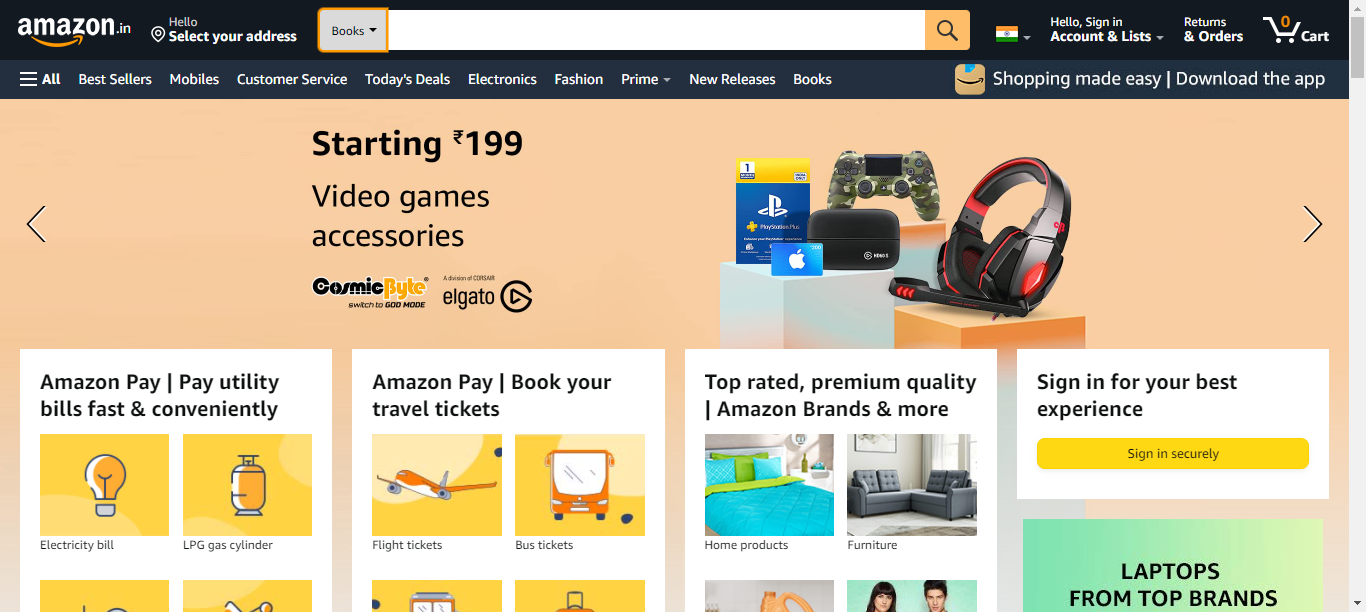 amazon.in
Hello
Select your address
Books
Hello, Sign in
Account & Lists
Returns
& Orders
0
Cart
All
Best Sellers
Mobiles
Customer Service
Today's Deals
Electronics
Fashion
Prime
New Releases
Books
Shopping made easy | Download the app
Starting ₹199
Video games
accessories
CosmicByte
switch to GOD MODE
A division of CORSAIR
elgato
1
PlayStation Plus
HD60 S
Amazon Pay | Pay utility
bills fast & conveniently
Electricity bill
LPG gas cylinder
Amazon Pay | Book your
travel tickets
Flight tickets
Bus tickets
Top rated, premium quality
| Amazon Brands & more
Home products
Furniture
Sign in for your best
experience
Sign in securely
LAPTOPS
FROM TOP BRANDS